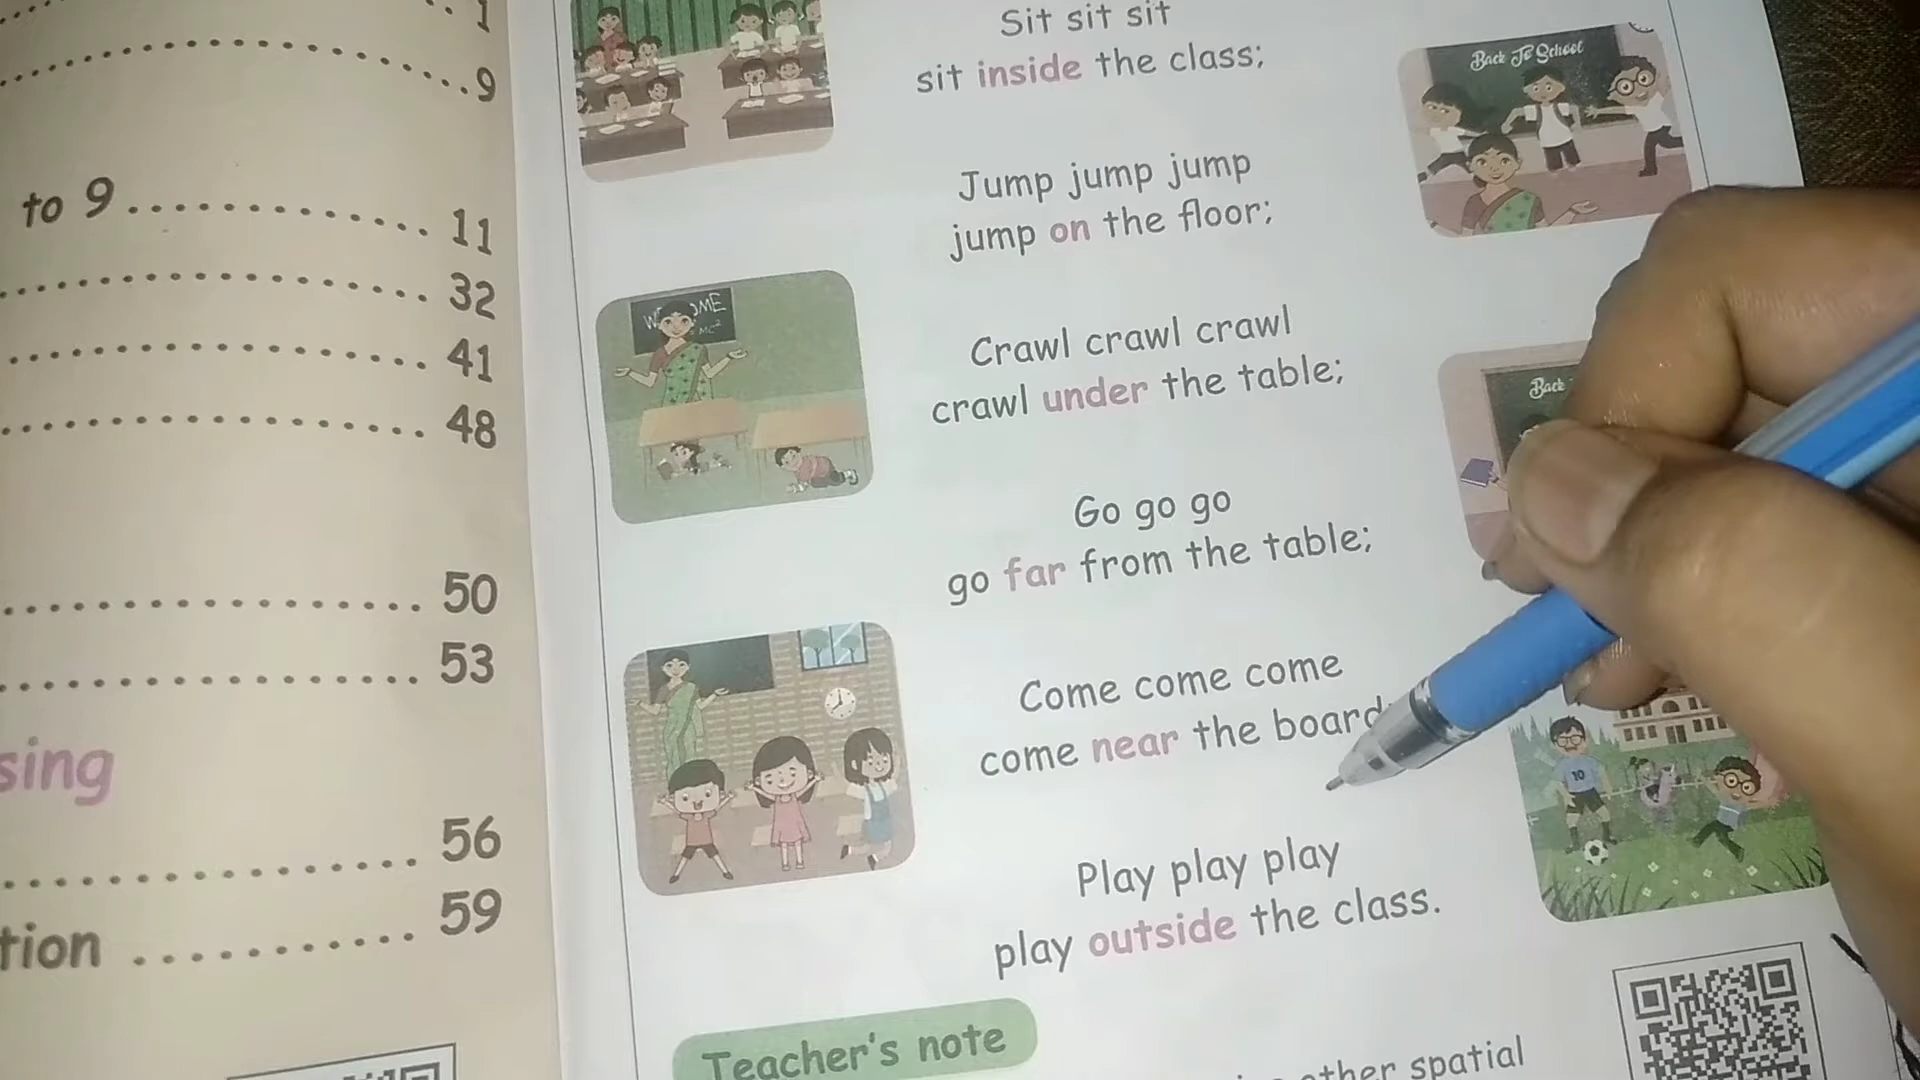 1
9
to 9 11
32
41
48
50
53
sing
56
tion 59
Sit sit sit
sit inside the class;
Back To School
Jump jump jump
jump on the floor;
Crawl crawl crawl
crawl under the table;
Back
Go go go
go far from the table;
Come come come
come near the board
10
Play play play
play outside the class.
Teacher's note
other spatial